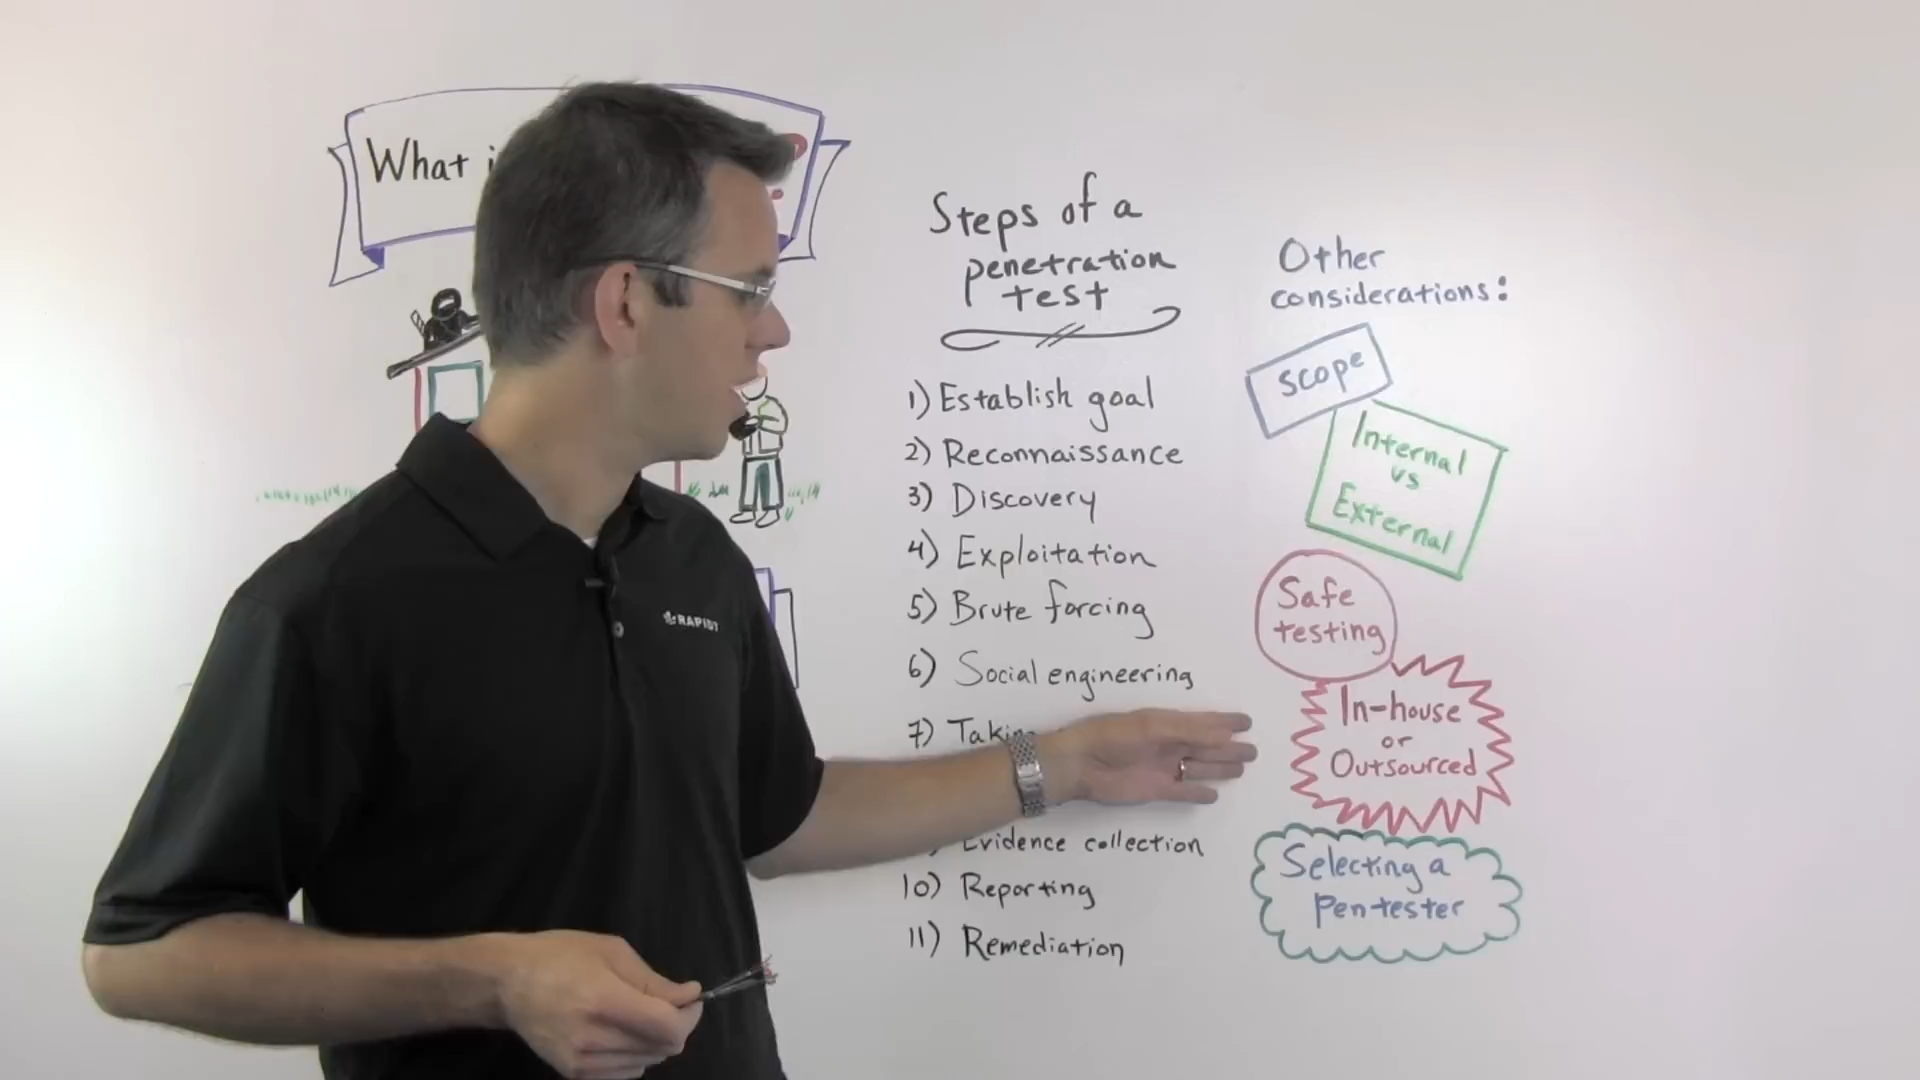 What
Steps of a
penetration
test
1) Establish goal
2) Reconnaissance
3) Discovery
4) Exploitation
5) Brute forcing
6) Social engineering
7)
Evidence collection
10) Reporting
11) Remediation
Other
considerations:
Scope
Internal
vs
External
Safe
testing
In-house
or
Outsourced
Selecting a
pentester
RAPID7